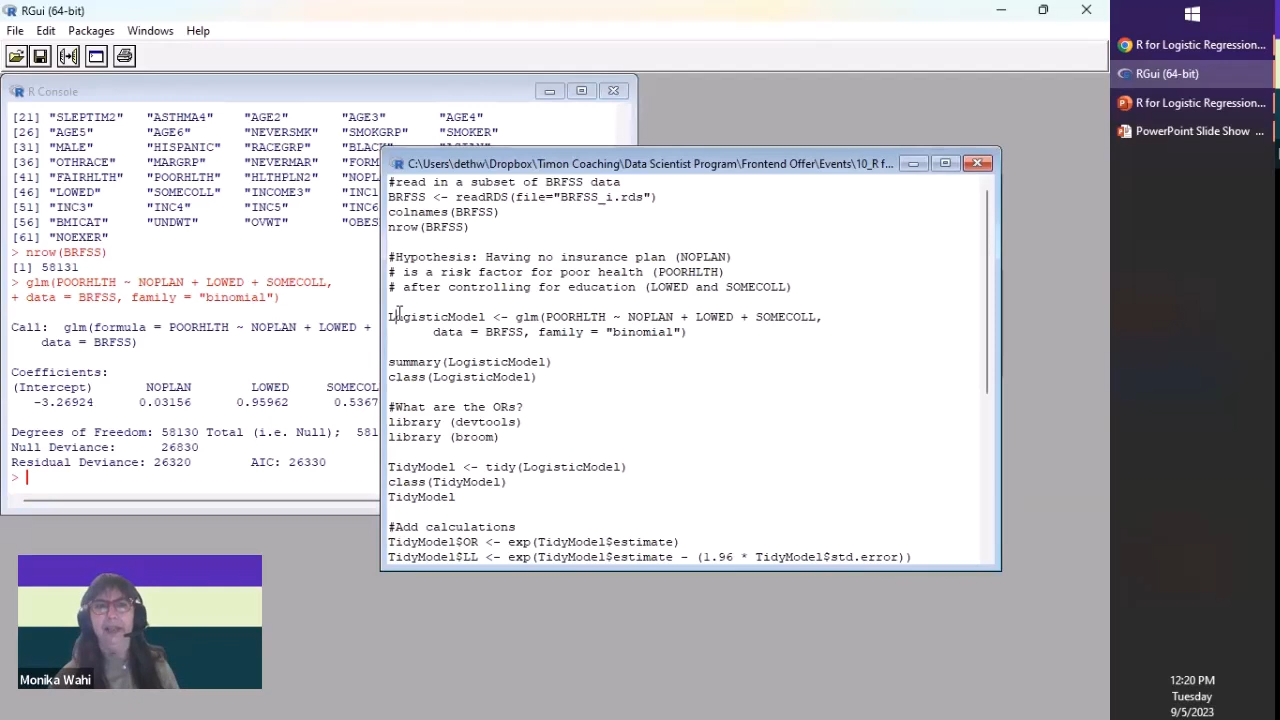 RGui (64-bit)
File Edit Packages Windows Help
R Console
[21] "SLEPTIM2" "ASTHMA4" "AGE2" "AGE3" "AGE4"
[26] "AGE5" "AGE6" "NEVERSMK" "SMOKGRP" "SMOKER"
[31] "MALE" "HISPANIC" "RACEGRP" "BLACK"
[36] "OTHRACE" "MARGRP" "NEVERMAR" "FORM
[41] "FAIRHLTH" "POORHLTH" "HLTHPLN2" "NOPL
[46] "LOWED" "SOMECOLL" "INCOME3" "INC2
[51] "INC3" "INC4" "INC5" "INC6
[56] "BMICAT" "UNDWT" "OVWT" "OBES
[61] "NOEXER"
> nrow(BRFSS)
[1] 58131
> glm(POORHLTH ~ NOPLAN + LOWED + SOMECOLL,
+ data = BRFSS, family = "binomial")
Call: glm(formula = POORHLTH ~ NOPLAN + LOWED +
data = BRFSS)
Coefficients:
(Intercept) NOPLAN LOWED SOMECOL
-3.26924 0.03156 0.95962 0.5367
Degrees of Freedom: 58130 Total (i.e. Null); 581
Null Deviance: 26830
Residual Deviance: 26320 AIC: 26330
>
C:\Users\dethw\Dropbox\Timon Coaching\Data Scientist Program\Frontend Offer\Events\10_R f...
#read in a subset of BRFSS data
BRFSS <- readRDS(file="BRFSS_i.rds")
colnames(BRFSS)
nrow(BRFSS)
#Hypothesis: Having no insurance plan (NOPLAN)
# is a risk factor for poor health (POORHLTH)
# after controlling for education (LOWED and SOMECOLL)
LogisticModel <- glm(POORHLTH ~ NOPLAN + LOWED + SOMECOLL,
data = BRFSS, family = "binomial")
summary(LogisticModel)
class(LogisticModel)
#What are the ORs?
library (devtools)
library (broom)
TidyModel <- tidy(LogisticModel)
class(TidyModel)
TidyModel
#Add calculations
TidyModel$OR <- exp(TidyModel$estimate)
TidyModel$LL <- exp(TidyModel$estimate - (1.96 * TidyModel$std.error))
Monika Wahi
R for Logistic Regression...
RGui (64-bit)
R for Logistic Regression...
PowerPoint Slide Show ...
12:20 PM
Tuesday
9/5/2023